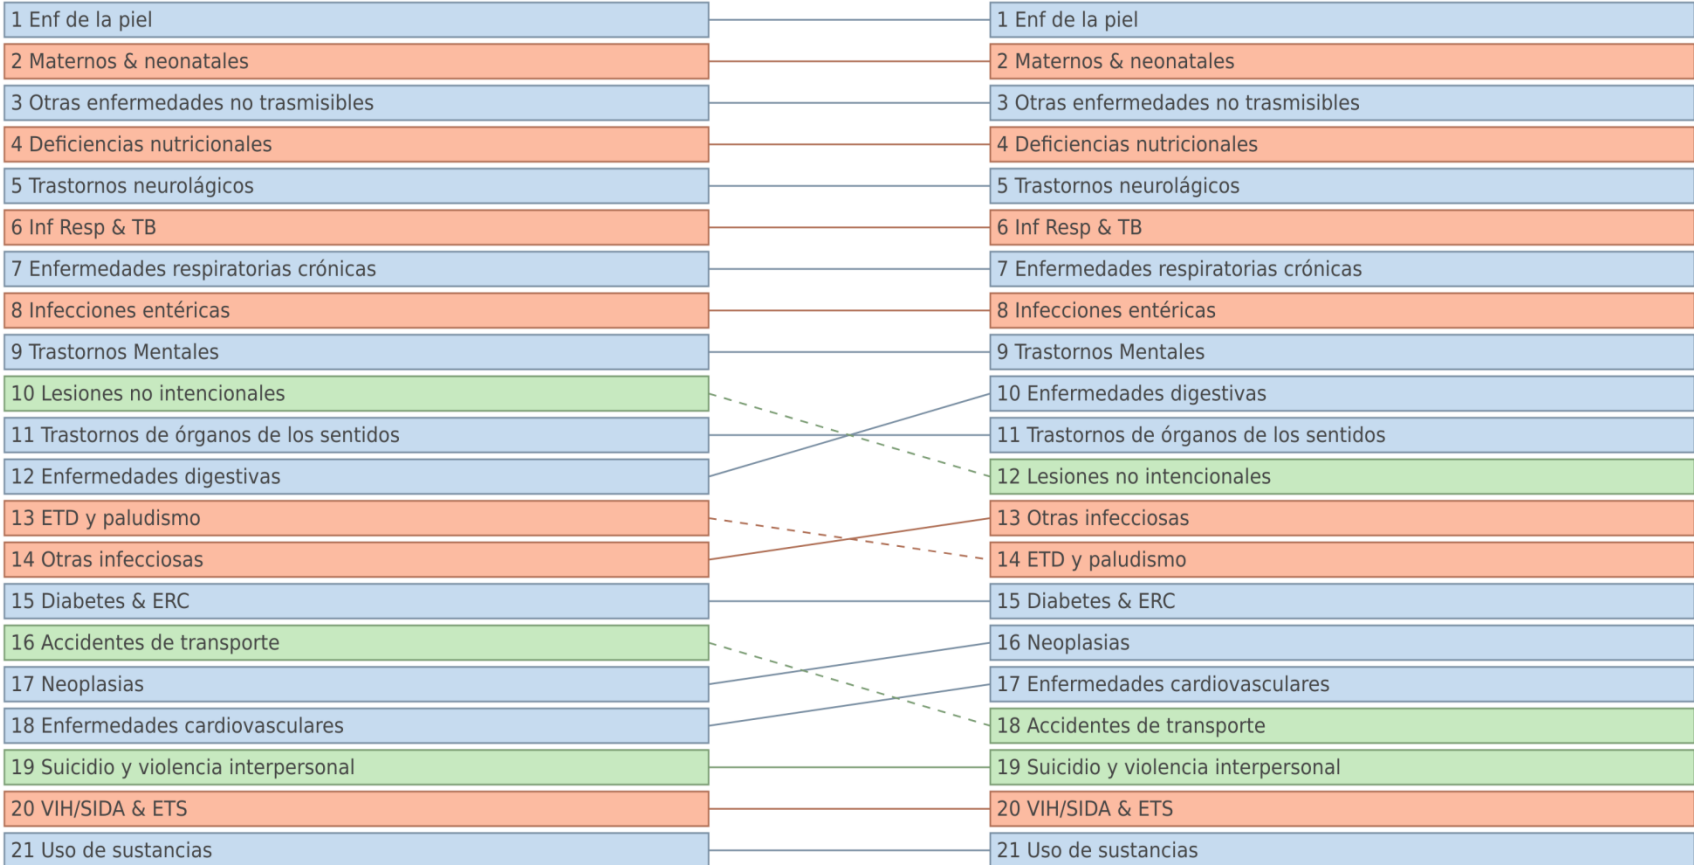 1 Enf de la piel
2 Maternos & neonatales
3 Otras enfermedades no trasmisibles
4 Deficiencias nutricionales
5 Trastornos neurolágicos
6 Inf Resp & TB
7 Enfermedades respiratorias crónicas
8 Infecciones entéricas
9 Trastornos Mentales
10 Lesiones no intencionales
11 Trastornos de órganos de los sentidos
12 Enfermedades digestivas
13 ETD y paludismo
14 Otras infecciosas
15 Diabetes & ERC
16 Accidentes de transporte
17 Neoplasias
18 Enfermedades cardiovasculares
19 Suicidio y violencia interpersonal
20 VIH/SIDA & ETS
21 Uso de sustancias
1 Enf de la piel
2 Maternos & neonatales
3 Otras enfermedades no trasmisibles
4 Deficiencias nutricionales
5 Trastornos neurolágicos
6 Inf Resp & TB
7 Enfermedades respiratorias crónicas
8 Infecciones entéricas
9 Trastornos Mentales
10 Enfermedades digestivas
11 Trastornos de órganos de los sentidos
12 Lesiones no intencionales
13 Otras infecciosas
14 ETD y paludismo
15 Diabetes & ERC
16 Neoplasias
17 Enfermedades cardiovasculares
18 Accidentes de transporte
19 Suicidio y violencia interpersonal
20 VIH/SIDA & ETS
21 Uso de sustancias